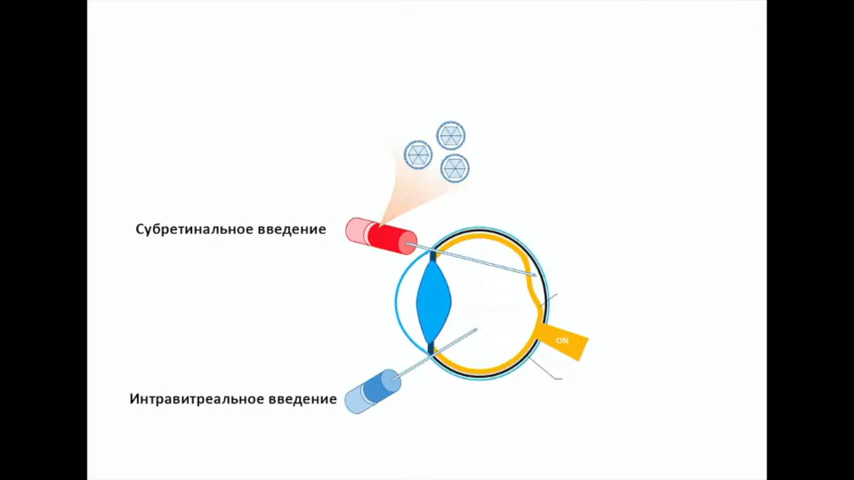 Субретинальное введение
ON
Интравитреальное введение